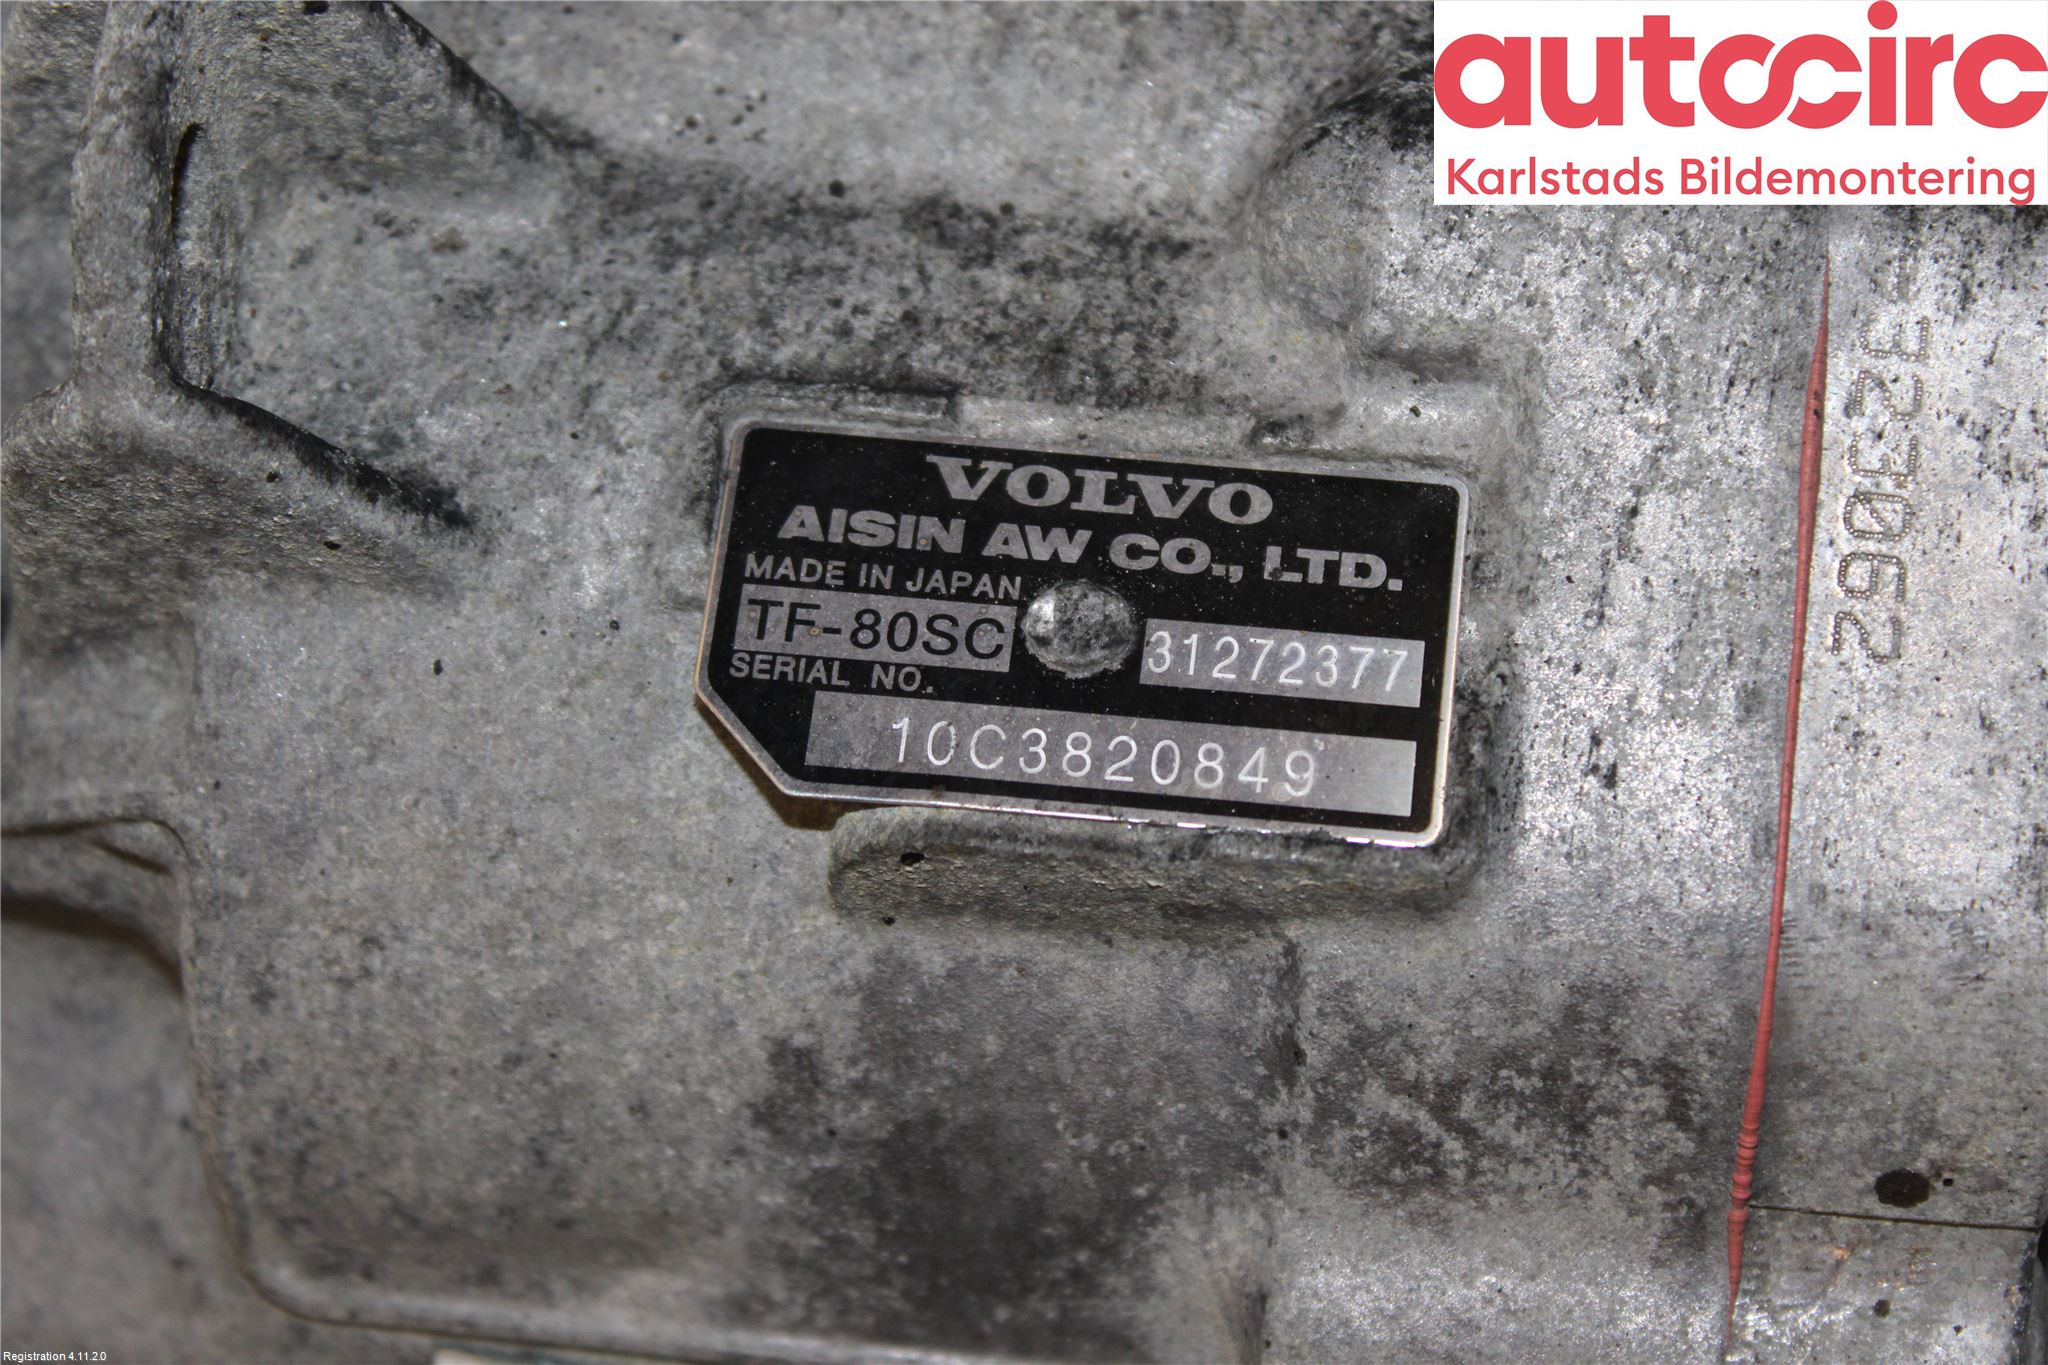 autocirc
Karlstads Bildemontering
VOLVO
AISIN AW CO., LTD.
MADE IN JAPAN
TF-80SC
31272377
SERIAL NO.
10C3820849
Registration 4.11.2.0